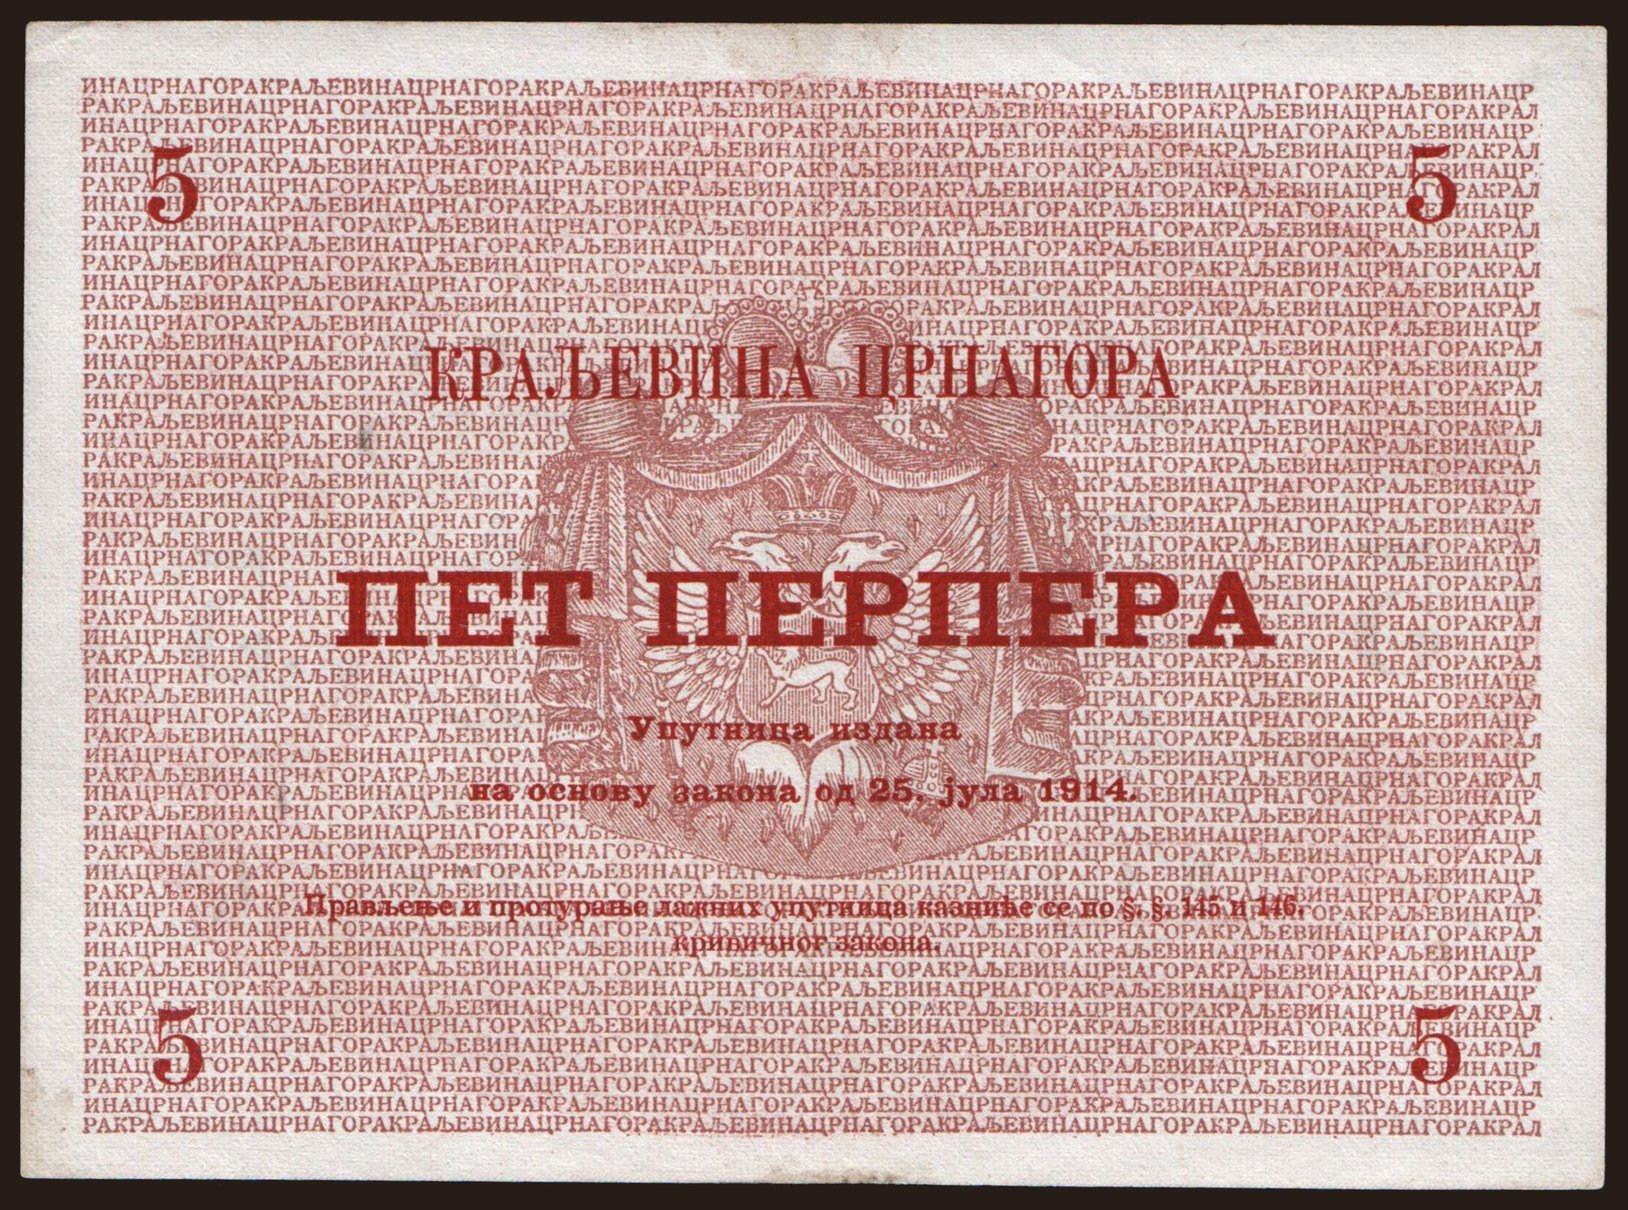 5 5
КРАЉЕВИНА ЦРНАГОРА
ПЕТ ПЕРПЕРА
Упутница издана
на основу закона од 25. јула 1914.
Прављење и протурање лажних упутница казниће се по §. §. 145 и 146.
кривичног закона.
5 5